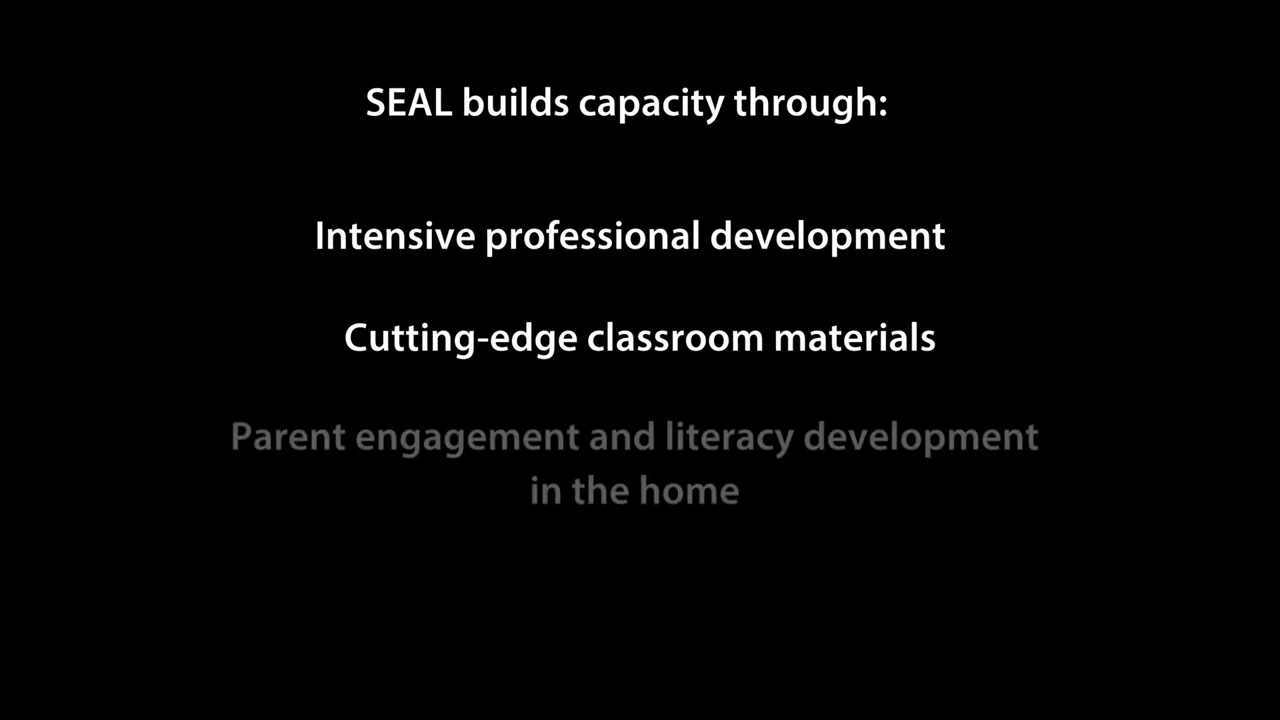 SEAL builds capacity through:
Intensive professional development
Cutting-edge classroom materials
Parent engagement and literacy development
in the home